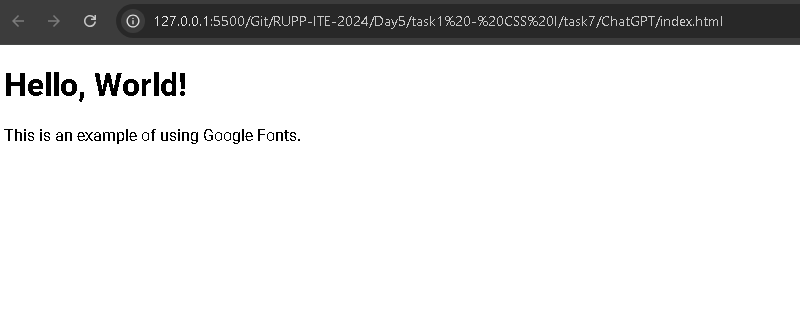 127.0.0.1:5500/Git/RUPP-ITE-2024/Day5/task1%20-%20CSS%20I/task7/ChatGPT/index.html
Hello, World!
This is an example of using Google Fonts.